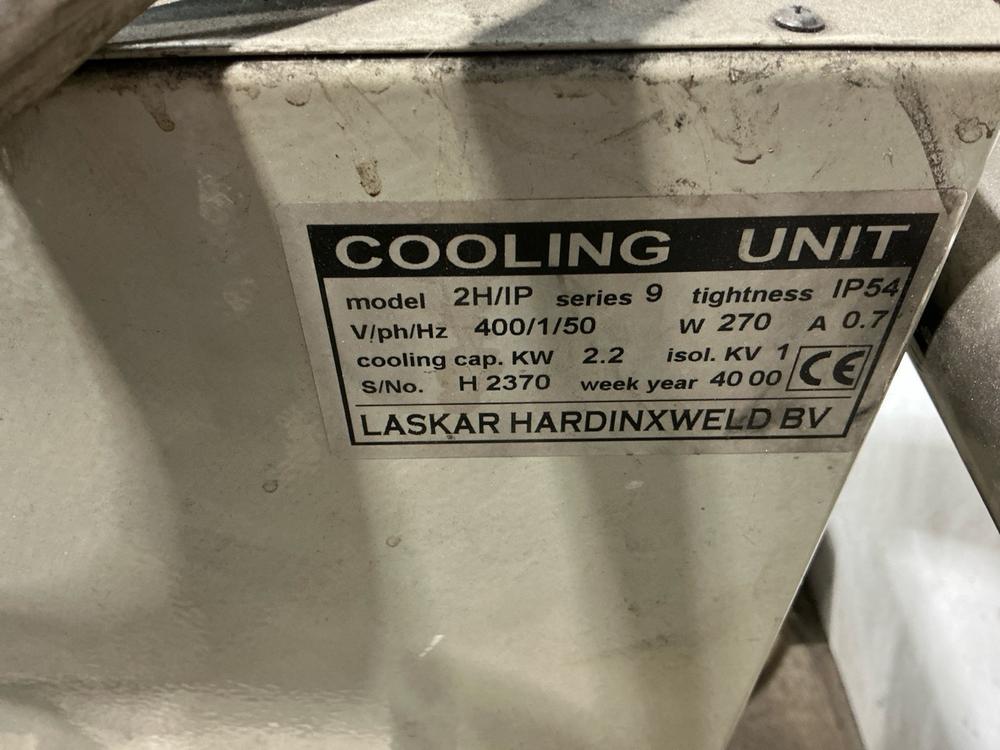 COOLING UNIT
model 2H/IP series 9 tightness IP54
V/ph/Hz 400/1/50 W 270 A 0.7
cooling cap. KW 2.2 isol. KV 1
S/No. H 2370 week year 40 00 CE
LASKAR HARDINXWELD BV